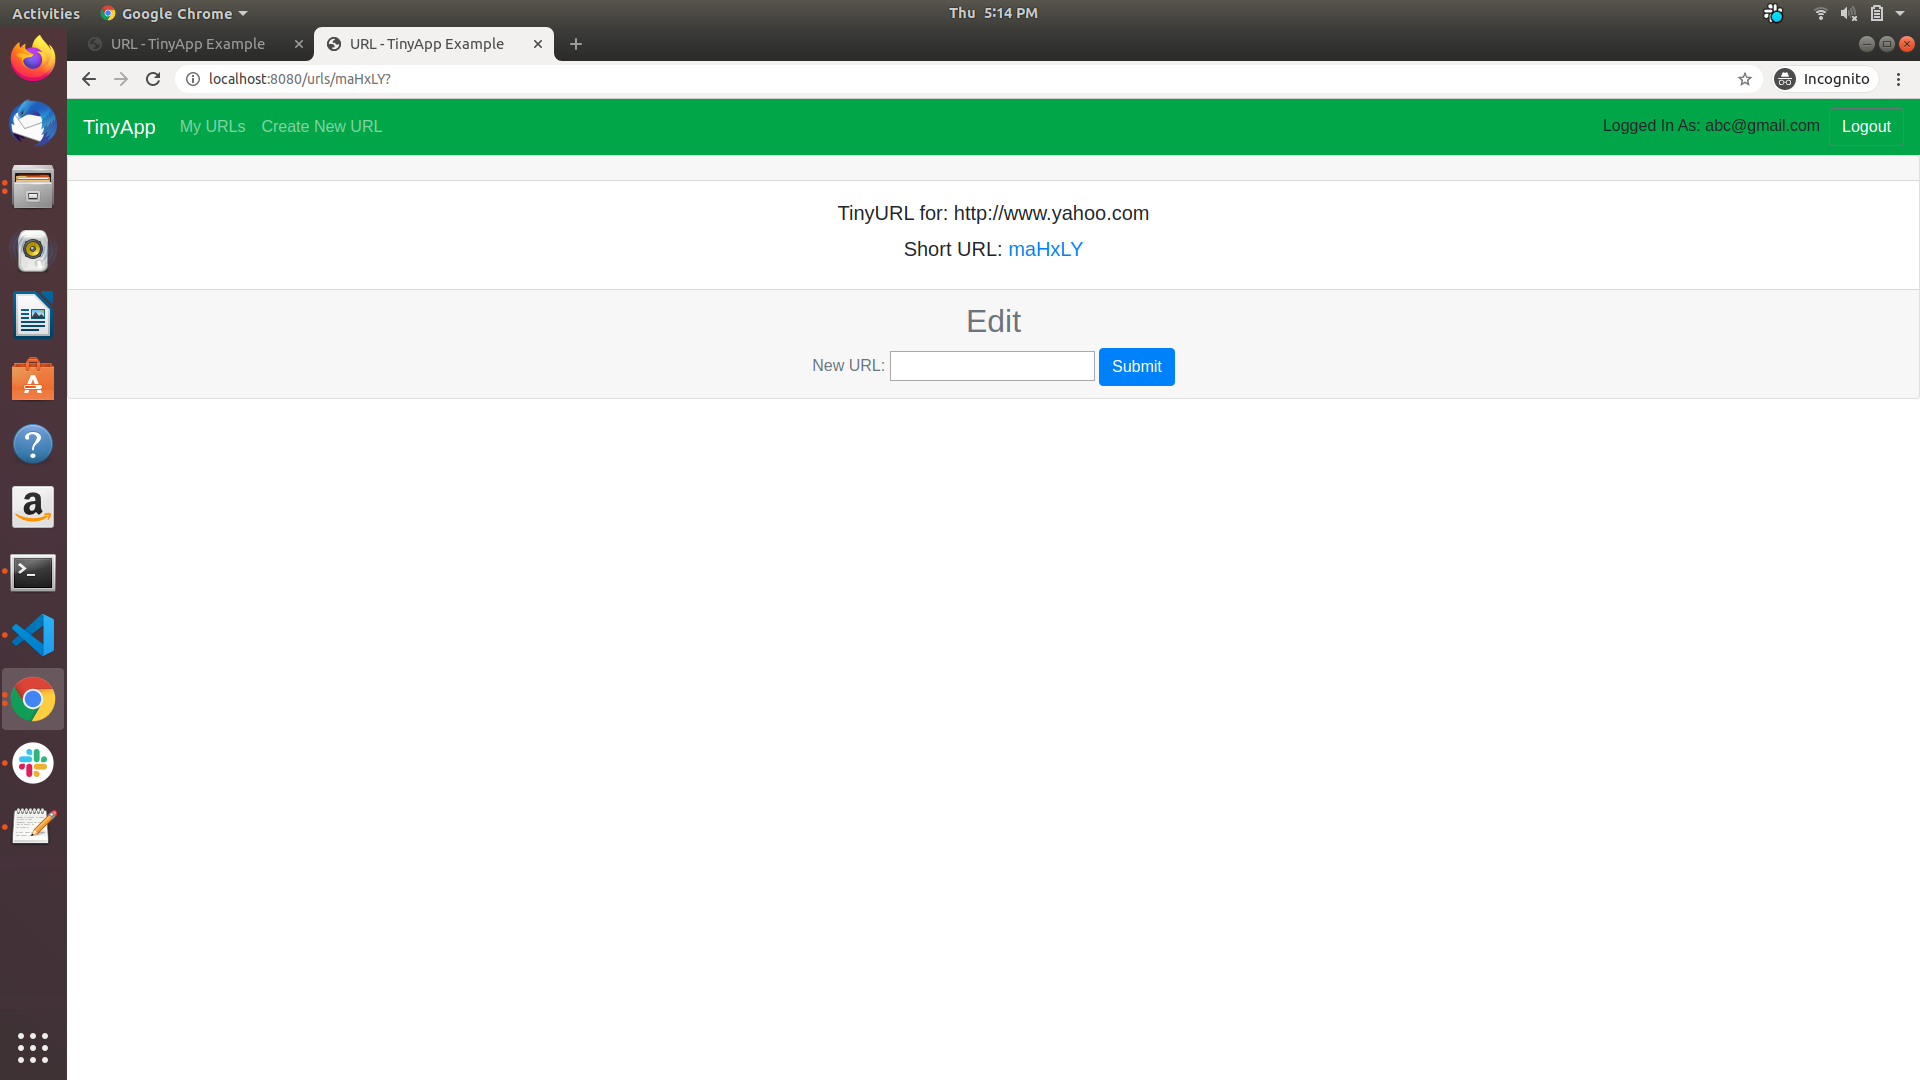 Activities Google Chrome Thu 5:14 PM
URL - TinyApp Example URL - TinyApp Example
localhost:8080/urls/maHxLY? Incognito
TinyApp My URLs Create New URL Logged In As: abc@gmail.com Logout
TinyURL for: http://www.yahoo.com
Short URL: maHxLY
Edit
New URL: Submit